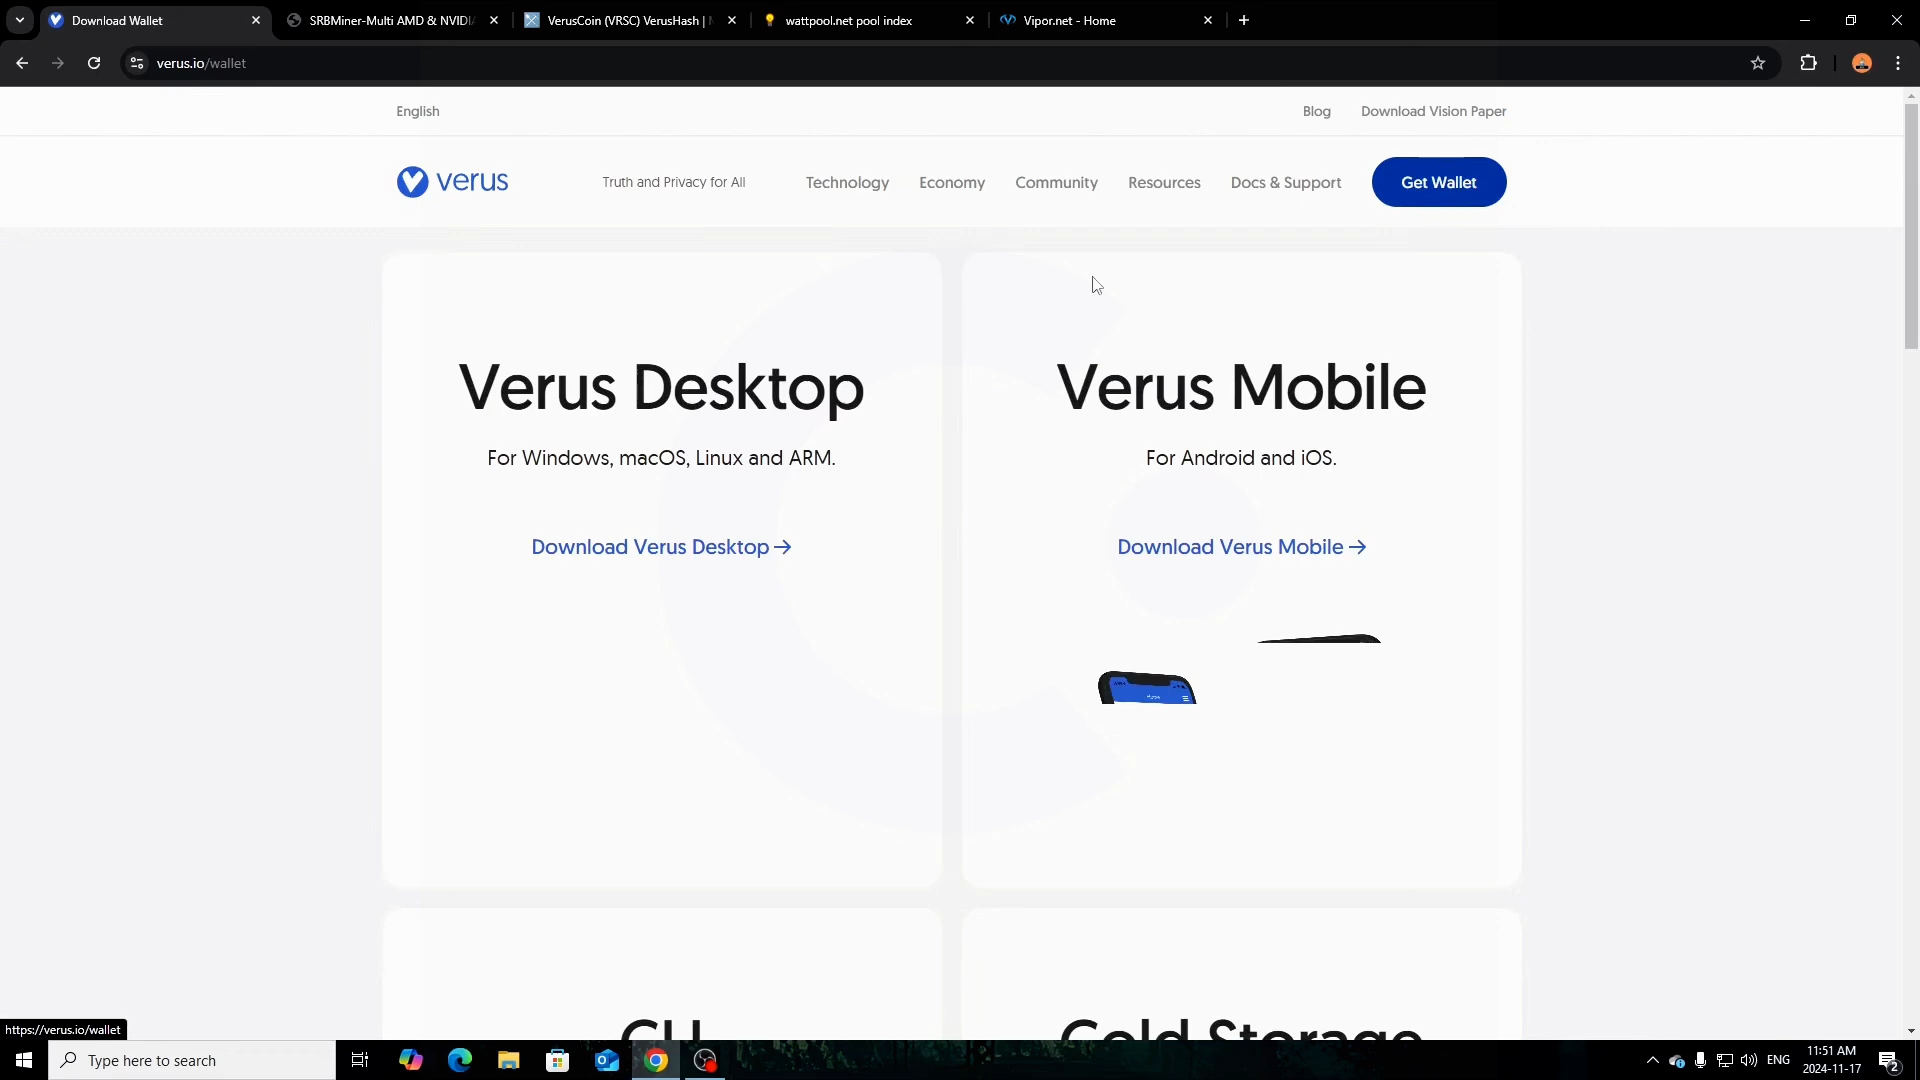 Download Wallet
SRBMiner-Multi AMD & NVIDI
VerusCoin (VRSC) VerusHash |
wattpool.net pool index
Vipor.net - Home
verus.io/wallet
English
Blog
Download Vision Paper
verus
Truth and Privacy for All
Technology
Economy
Community
Resources
Docs & Support
Get Wallet
Verus Desktop
For Windows, macOS, Linux and ARM.
Download Verus Desktop →
Verus Mobile
For Android and iOS.
Download Verus Mobile →
Cold Storage
https://verus.io/wallet
Type here to search
ENG
11:51 AM
2024-11-17
2